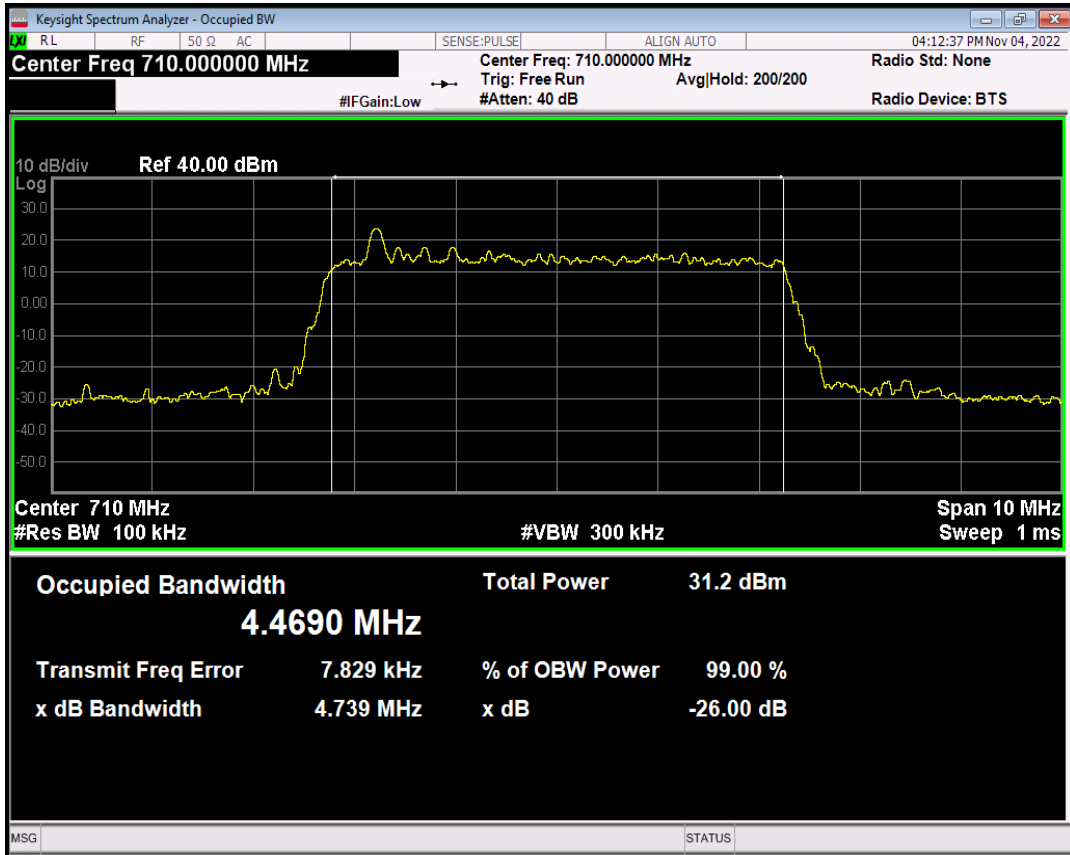 Keysight Spectrum Analyzer - Occupied BW
LXI RL RF 50 Ω AC SENSE:PULSE ALIGN AUTO 04:12:37 PM Nov 04, 2022
Center Freq 710.000000 MHz Center Freq: 710.000000 MHz Radio Std: None
Trig: Free Run Avg|Hold: 200/200
#IFGain:Low #Atten: 40 dB Radio Device: BTS
10 dB/div Ref 40.00 dBm
Log
30.0
20.0
10.0
0.00
-10.0
-20.0
-30.0
-40.0
-50.0
Center 710 MHz Span 10 MHz
#Res BW 100 kHz #VBW 300 kHz Sweep 1 ms
Occupied Bandwidth Total Power 31.2 dBm
4.4690 MHz
Transmit Freq Error 7.829 kHz % of OBW Power 99.00 %
x dB Bandwidth 4.739 MHz x dB -26.00 dB
MSG STATUS